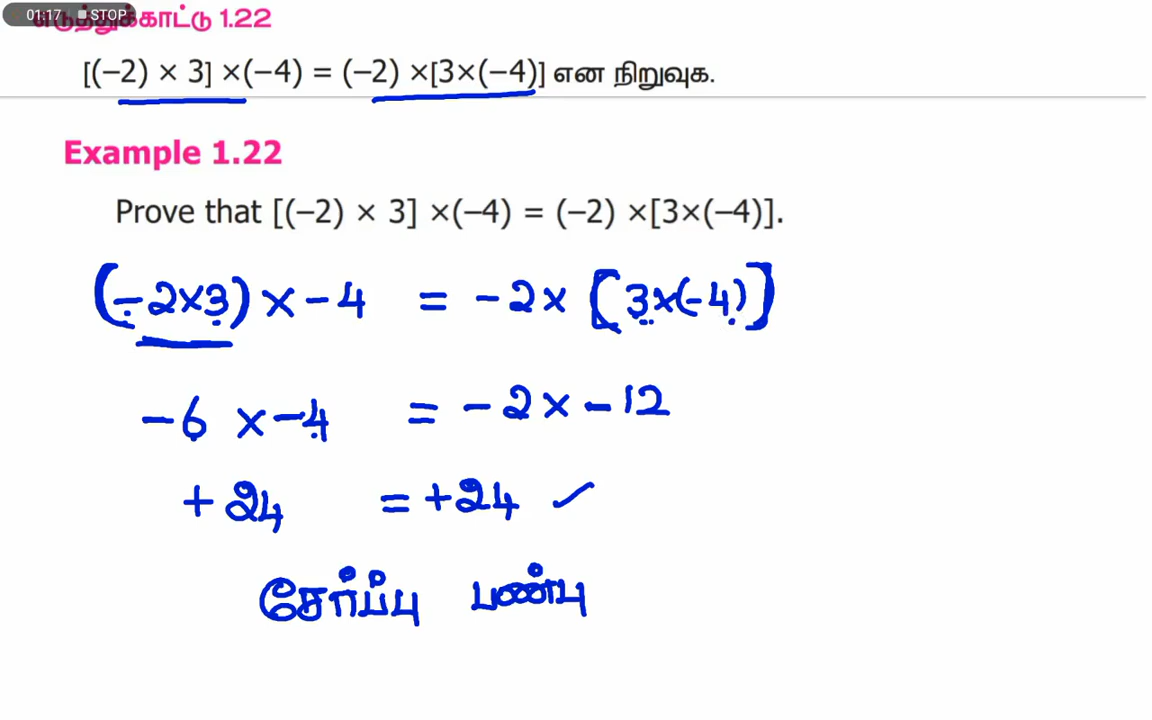 01:17 STOP
எடுத்துக்காட்டு 1.22
[(–2) × 3] ×(–4) = (–2) ×[3×(–4)] என நிறுவுக.
Example 1.22
Prove that [(–2) × 3] ×(–4) = (–2) ×[3×(–4)].
(-2×3) × -4 = -2× [3×(-4)]
-6 × -4 = -2× -12
+24 = +24 ✓
சேர்ப்பு பண்பு